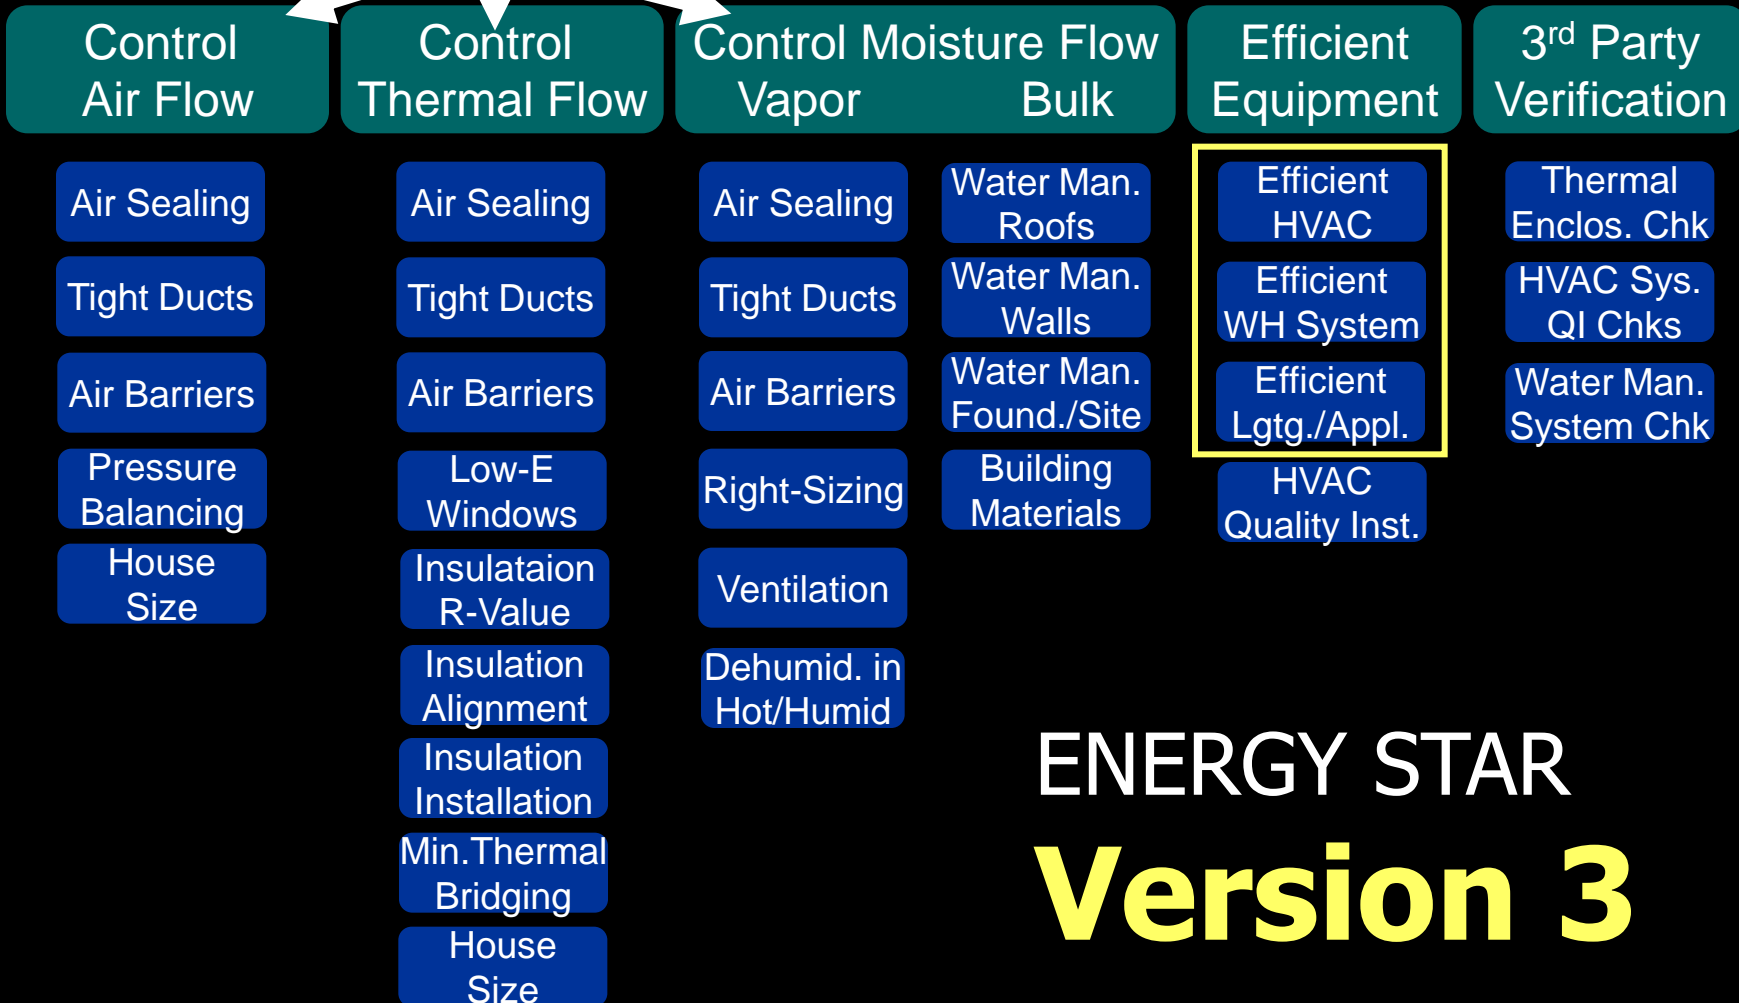 Control
Air Flow
Air Sealing
Tight Ducts
Air Barriers
Pressure
Balancing
House
Size
Control
Thermal Flow
Air Sealing
Tight Ducts
Air Barriers
Low-E
Windows
Insulataion
R-Value
Insulation
Alignment
Insulation
Installation
Min.Thermal
Bridging
House
Size
Control Moisture Flow
Vapor Bulk
Air Sealing
Tight Ducts
Air Barriers
Right-Sizing
Ventilation
Dehumid. in
Hot/Humid
Water Man.
Roofs
Water Man.
Walls
Water Man.
Found./Site
Building
Materials
Efficient
Equipment
Efficient
HVAC
Efficient
WH System
Efficient
Lgtg./Appl.
HVAC
Quality Inst.
3rd Party
Verification
Thermal
Enclos. Chk
HVAC Sys.
QI Chks
Water Man.
System Chk
ENERGY STAR
Version 3